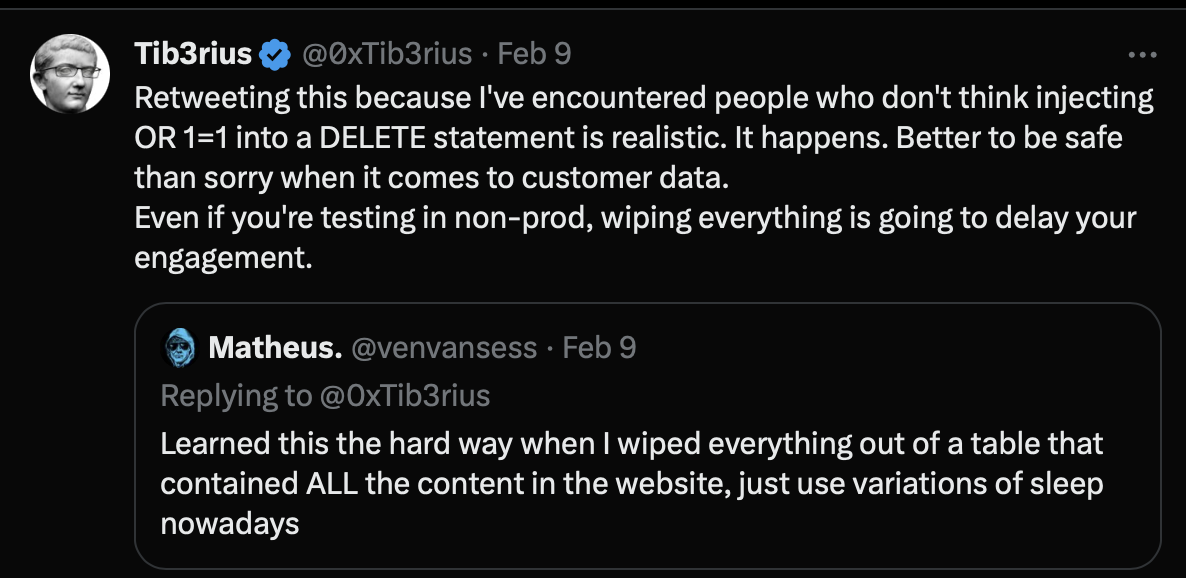 Tib3rius @0xTib3rius · Feb 9
Retweeting this because I've encountered people who don't think injecting
OR 1=1 into a DELETE statement is realistic. It happens. Better to be safe
than sorry when it comes to customer data.
Even if you're testing in non-prod, wiping everything is going to delay your
engagement.
Matheus. @venvansess · Feb 9
Replying to @0xTib3rius
Learned this the hard way when I wiped everything out of a table that
contained ALL the content in the website, just use variations of sleep
nowadays